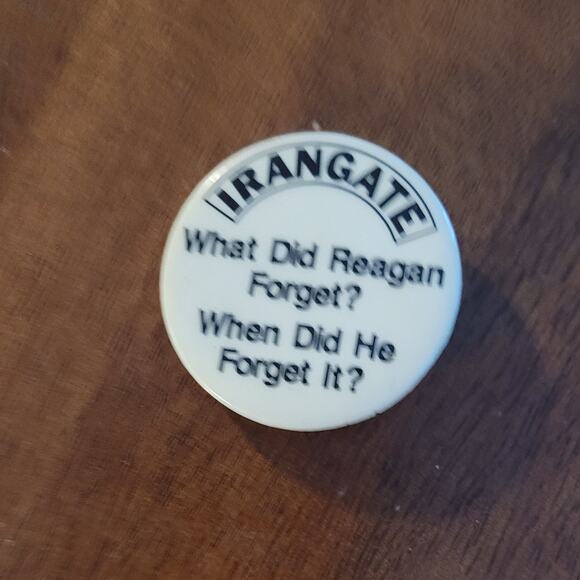 IRANGATE
What Did Reagan
Forget?
When Did He
Forget It?